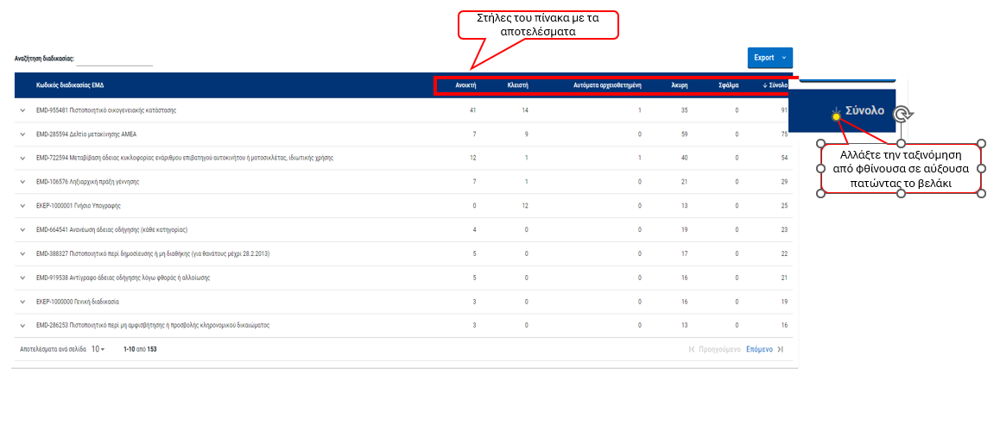 Στήλες του πίνακα με τα
αποτελέσματα
Αναζήτηση διαδικασίας:
Export
Κωδικός διαδικασίας ΕΜΔ Ανοικτή Κλειστή Αυτόματα αρχειοθετημένη Άκυρη Σφάλμα ↓ Σύνολο
EMD-955481 Πιστοποιητικό οικογενειακής κατάστασης 41 14 1 35 0 91
EMD-285594 Δελτίο μετακίνησης ΑΜΕΑ 7 9 0 59 0 75
EMD-722594 Μεταβίβαση άδειας κυκλοφορίας ενάριθμου επιβατηγού αυτοκινήτου ή μοτοσικλέτας, ιδιωτικής χρήσης 12 1 1 40 0 54
EMD-106576 Ληξιαρχική πράξη γέννησης 7 1 0 21 0 29
EKEP-1000001 Γνήσιο Υπογραφής 0 12 13 0 25
EMD-664541 Ανανέωση άδειας οδήγησης (κάθε κατηγορίας) 4 0 0 19 0 23
EMD-388327 Πιστοποιητικό περί δημοσίευσης ή μη διαθήκης (για θανάτους μέχρι 28.2.2013) 5 0 0 17 0 22
EMD-919538 Αντίγραφο άδειας οδήγησης λόγω φθοράς ή αλλοίωσης 5 0 0 16 0 21
EKEP-1000000 Γενική διαδικασία 3 0 0 16 0 19
EMD-286253 Πιστοποιητικό περί μη αμφισβήτησης ή προσβολής κληρονομικού δικαιώματος 3 0 0 13 0 16
Αποτελέσματα ανά σελίδα 10 1-10 από 153 Προηγούμενο Επόμενο
Σύνολο
Αλλάξτε την ταξινόμηση
από φθίνουσα σε αύξουσα
πατώντας το βελάκι